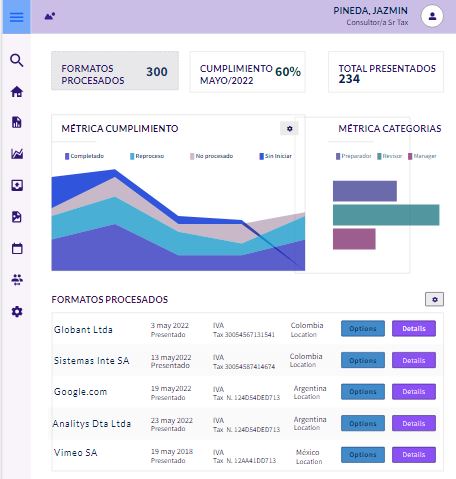 PINEDA, JAZMIN
Consultor/a Sr Tax
FORMATOS
PROCESADOS
300
CUMPLIMIENTO
MAYO/2022
60%
TOTAL PRESENTADOS
234
MÉTRICA CUMPLIMIENTO
Completado
Reproceso
No procesado
Sin Iniciar
MÉTRICA CATEGORIAS
Preparador
Revisor
Manager
FORMATOS PROCESADOS
Globant Ltda
3 may 2022
Presentado
IVA
Tax 30054567131541
Colombia
Location
Options
Details
Sistemas Inte SA
13 may2022
Presentado
IVA
Tax 30054587414674
Colombia
Location
Options
Details
Google.com
19 may2022
Presentado
IVA
Tax N. 124D54DED713
Argentina
Location
Options
Details
Analitys Dta Ltda
23 may 2022
Presentado
IVA
Tax N. 124D54DED713
Argentina
Location
Options
Details
Vimeo SA
19 may 2018
Presentado
IVA
Tax N. 12AA41DD713
México
Location
Options
Details